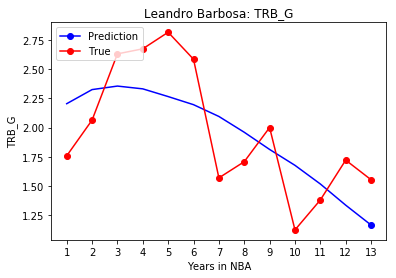 Leandro Barbosa: TRB_G
Prediction
True
TRB_G
2.75
2.50
2.25
2.00
1.75
1.50
1.25
1 2 3 4 5 6 7 8 9 10 11 12 13
Years in NBA